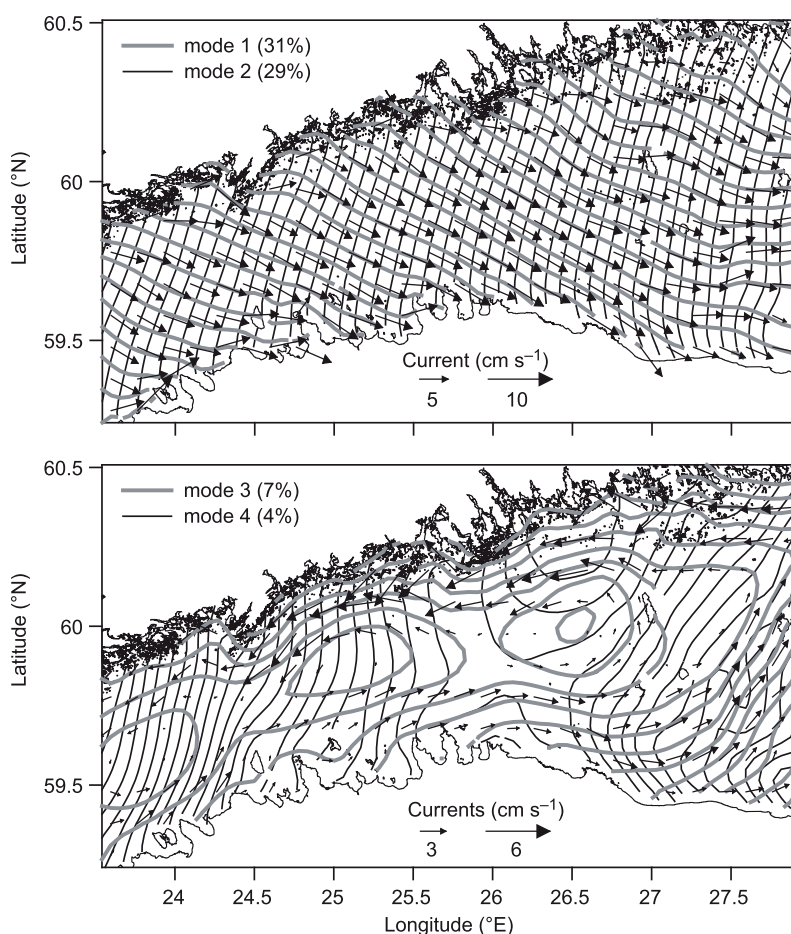 60.5
mode 1 (31%)
mode 2 (29%)
Latitude (°N)
60
59.5
Current (cm s⁻¹)
5 10
60.5
mode 3 (7%)
mode 4 (4%)
Latitude (°N)
60
59.5
Currents (cm s⁻¹)
3 6
24 24.5 25 25.5 26 26.5 27 27.5
Longitude (°E)